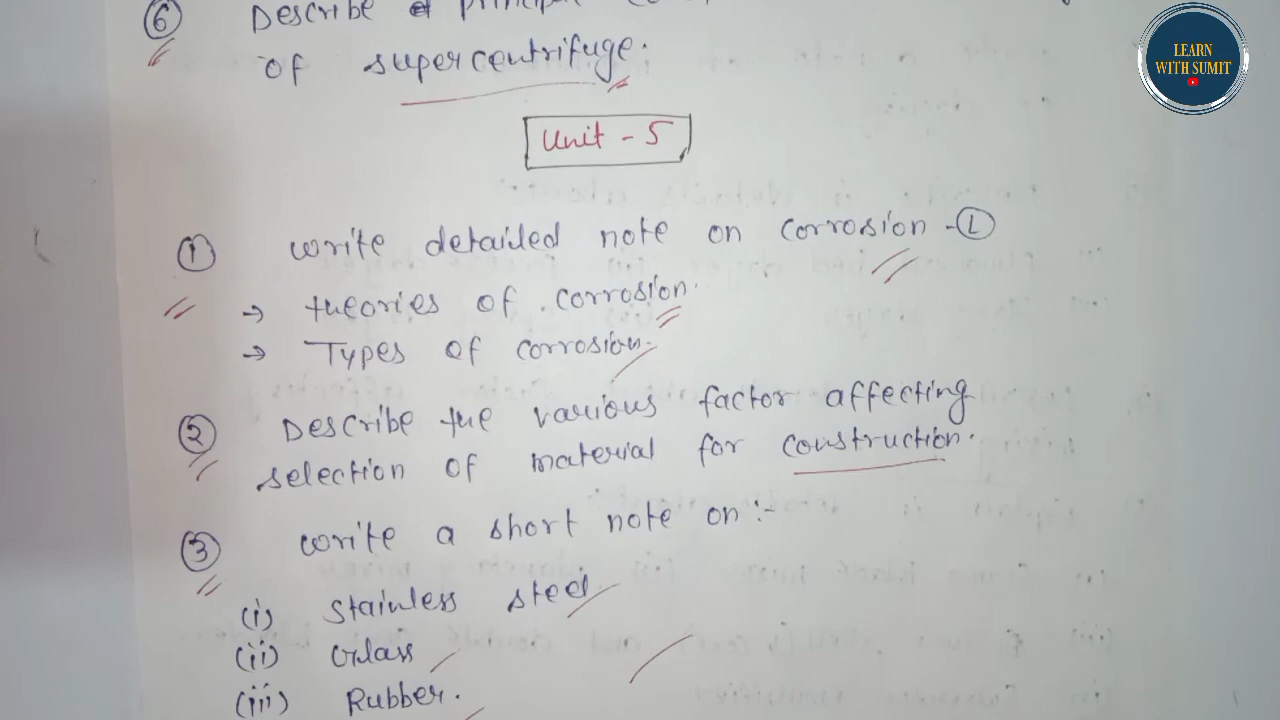 ⑥ Describe principal
of supercentrifuge.
Unit - 5
① write detailed note on corrosion - Ⓛ
→ theories of corrosion.
→ Types of corrosion.
② Describe the various factor affecting
selection of material for construction.
③ write a short note on :-
(i) stainless steel
(ii) Glass
(iii) Rubber.
LEARN
WITH SUMIT